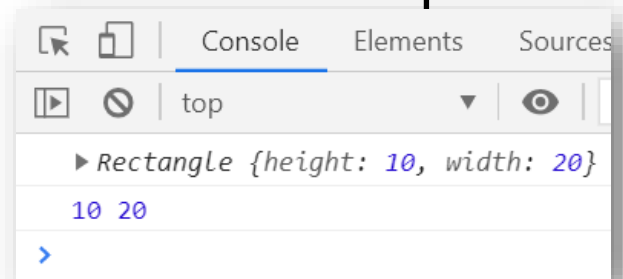 Console Elements Sources
top
Rectangle {height: 10, width: 20}
10 20